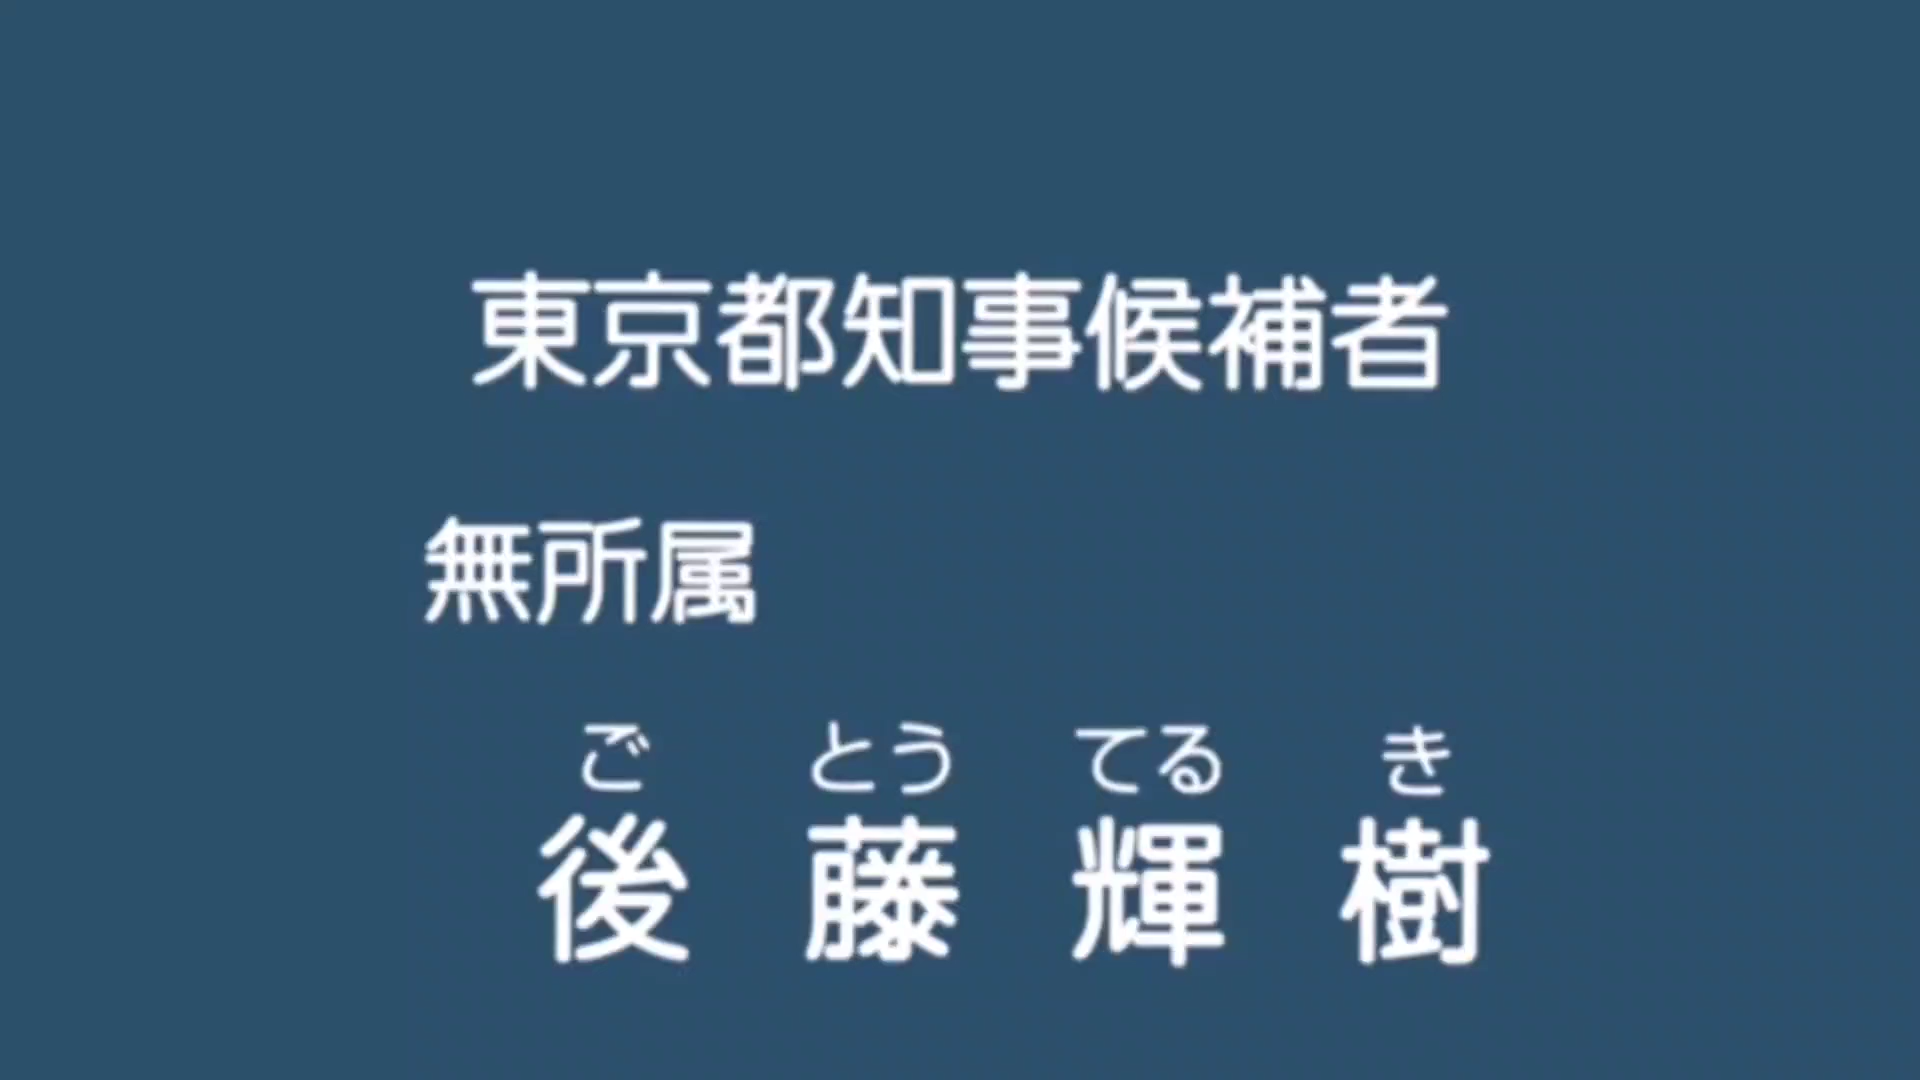 東京都知事候補者
無所属
ご とう てる き
後 藤 輝 樹